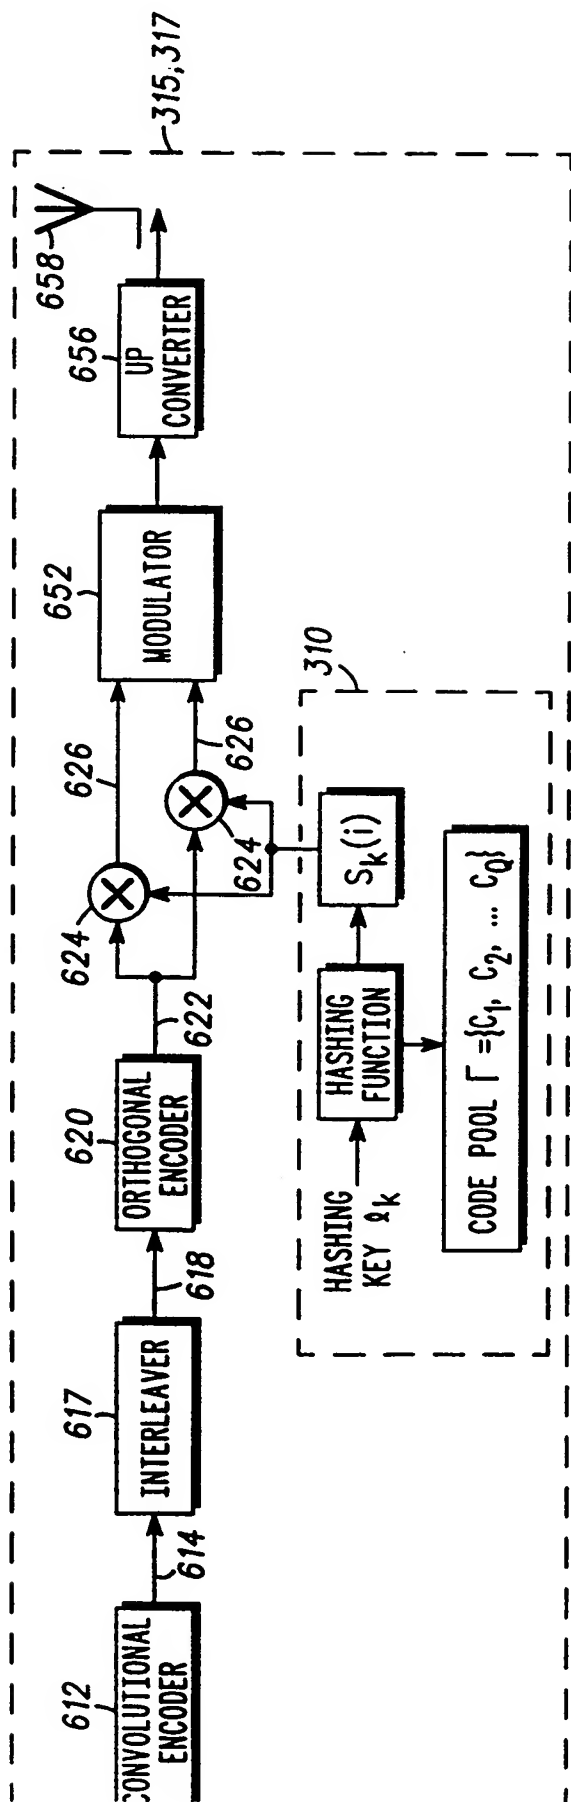 315,317
658
656
UP
CONVERTER
652
MODULATOR
626
626
624
624
622
620
ORTHOGONAL
ENCODER
618
617
INTERLEAVER
614
612
CONVOLUTIONAL
ENCODER
310
S_k(i)
HASHING
FUNCTION
HASHING
KEY ℓ_k
CODE POOL Γ ={C_1, C_2, ... C_Q}